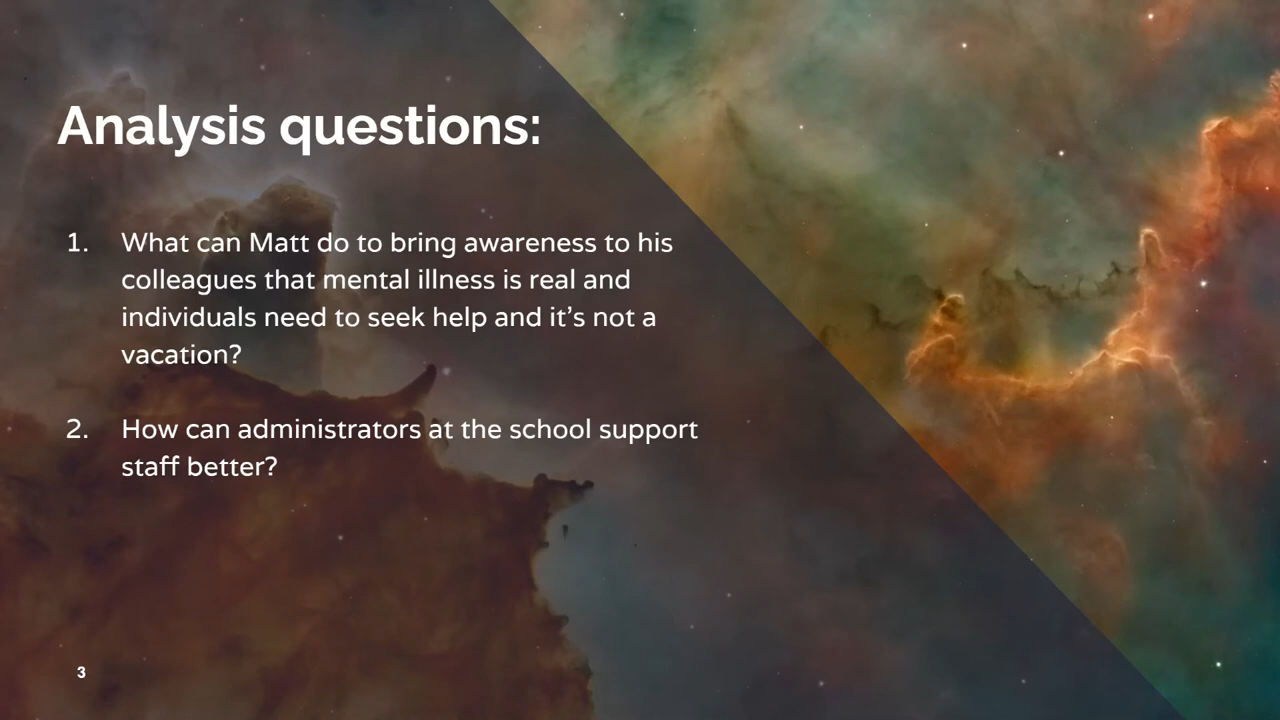 Analysis questions:
1. What can Matt do to bring awareness to his
colleagues that mental illness is real and
individuals need to seek help and it’s not a
vacation?
2. How can administrators at the school support
staff better?
3